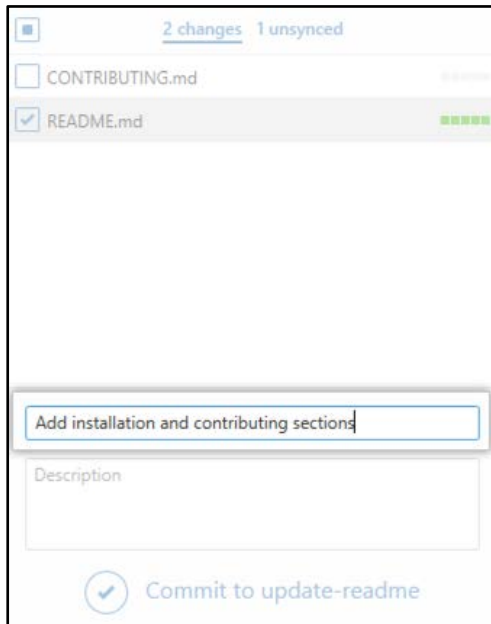 2 changes 1 unsynced
CONTRIBUTING.md
README.md
Add installation and contributing sections
Description
Commit to update-readme